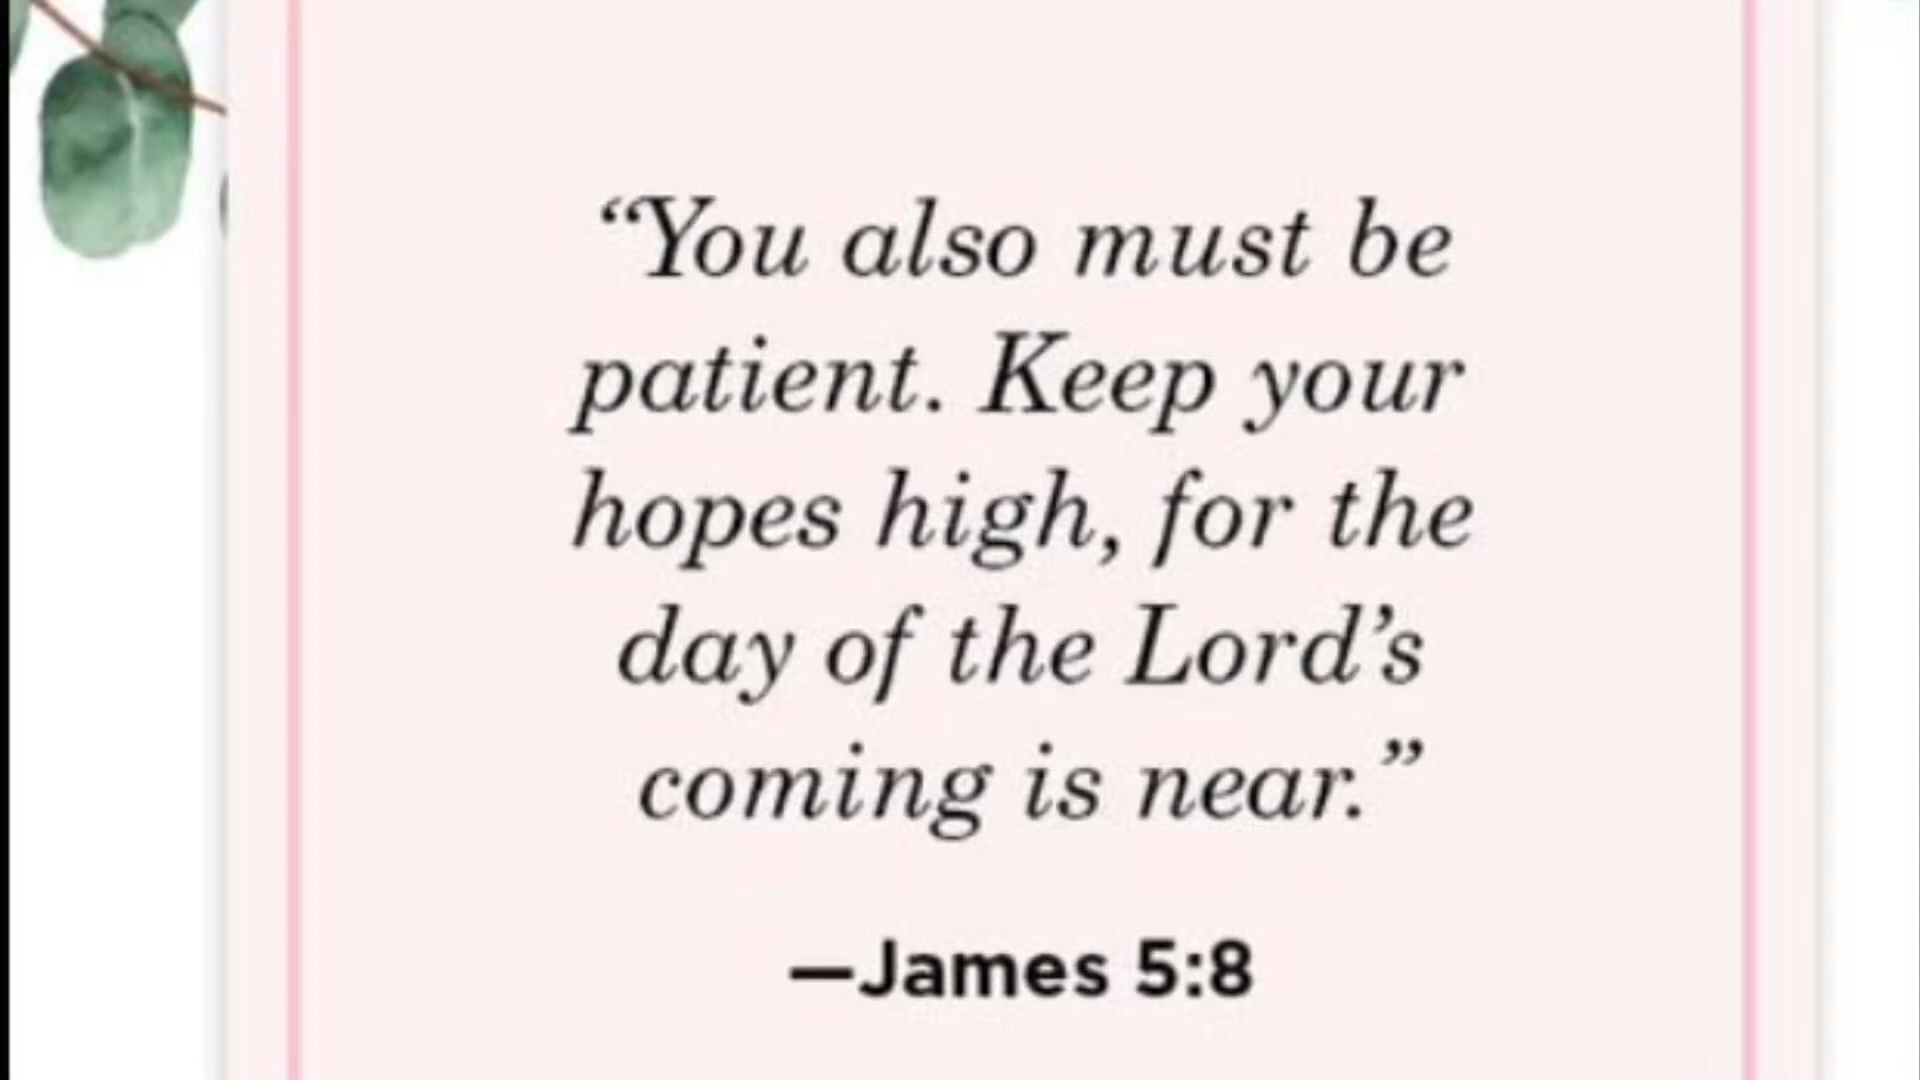 “You also must be
patient. Keep your
hopes high, for the
day of the Lord’s
coming is near.”
—James 5:8